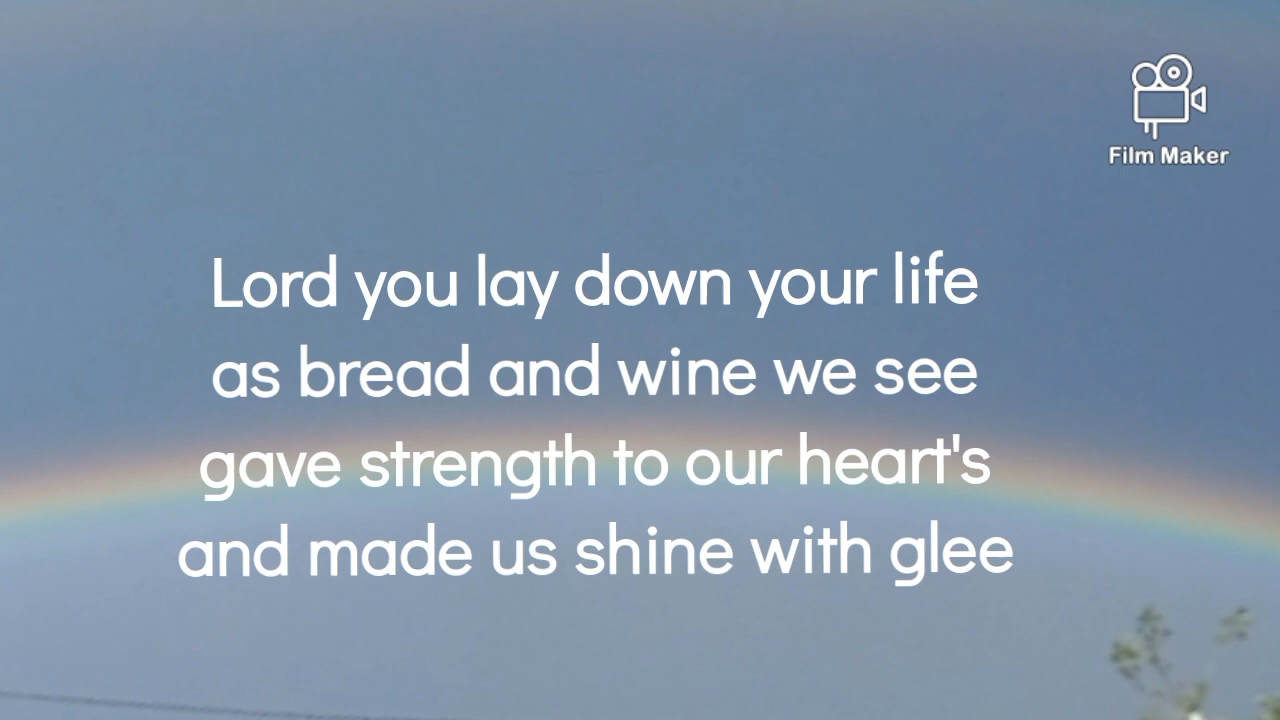 Film Maker
Lord you lay down your life
as bread and wine we see
gave strength to our heart's
and made us shine with glee